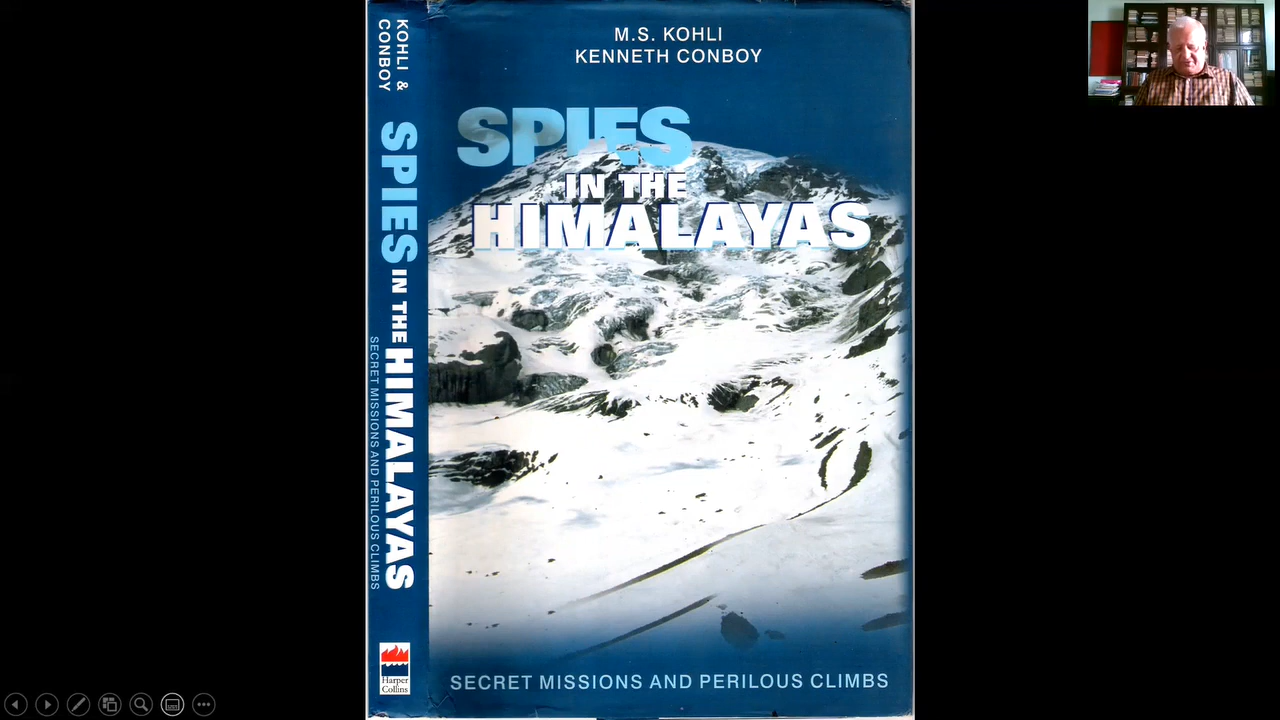 KOHLI &
CONBOY
SPIES
IN THE
HIMALAYAS
SECRET MISSIONS AND PERILOUS CLIMBS
Harper
Collins
M.S. KOHLI
KENNETH CONBOY
SPIES
IN THE
HIMALAYAS
SECRET MISSIONS AND PERILOUS CLIMBS